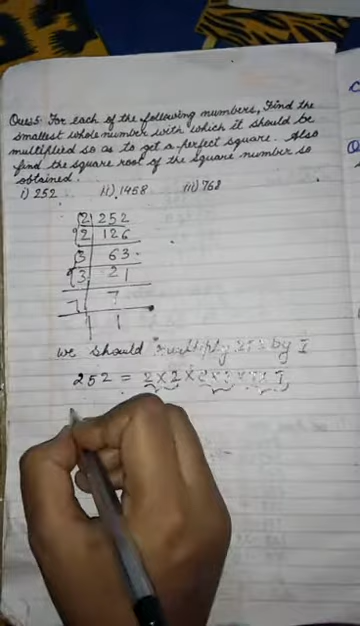 Ques5: For each of the following numbers, Find the
smallest whole number with which it should be
multiplied so as to get a perfect square. Also
find the square root of the square number so
obtained.
i) 252 ii) 1458 iii) 768
2 252
2 126
3 63
3 21
7 7
1 1
we should multiply 252 by 7
252 = 2 × 2 ×